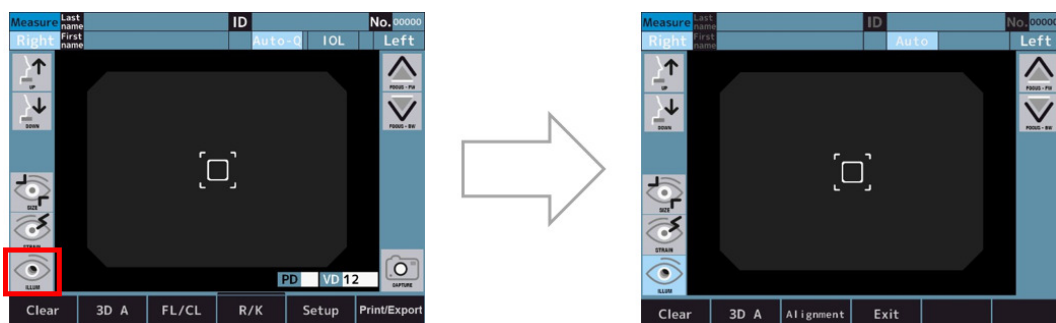 Measure Last name ID No. 00000
Right First name Auto-Q IOL Left
UP
FOCUS - FW
DOWN
FOCUS - BW
SIZE
STRAIN
ILLUM
PD VD 12
CAPTURE
Clear 3D A FL/CL R/K Setup Print/Export
Measure Last name ID No. 00000
Right First name Auto Left
UP
FOCUS - FW
DOWN
FOCUS - BW
SIZE
STRAIN
ILLUM
Clear 3D A Alignment Exit